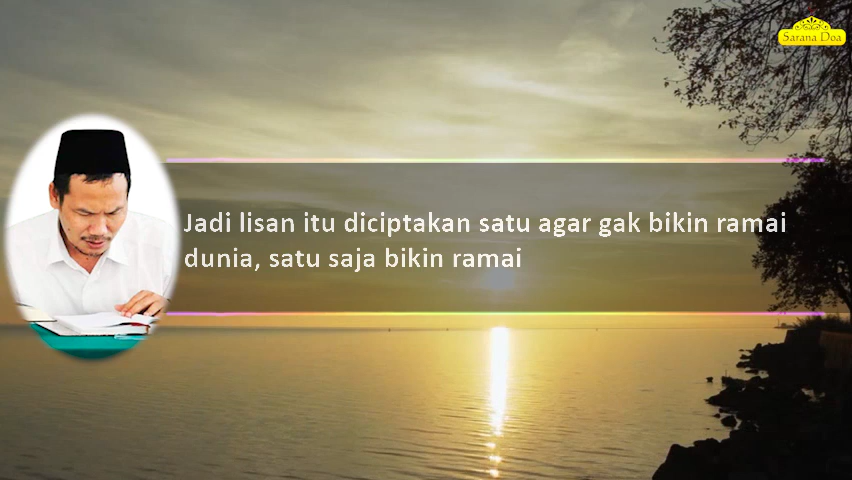 Sarana Doa
Jadi lisan itu diciptakan satu agar gak bikin ramai
dunia, satu saja bikin ramai